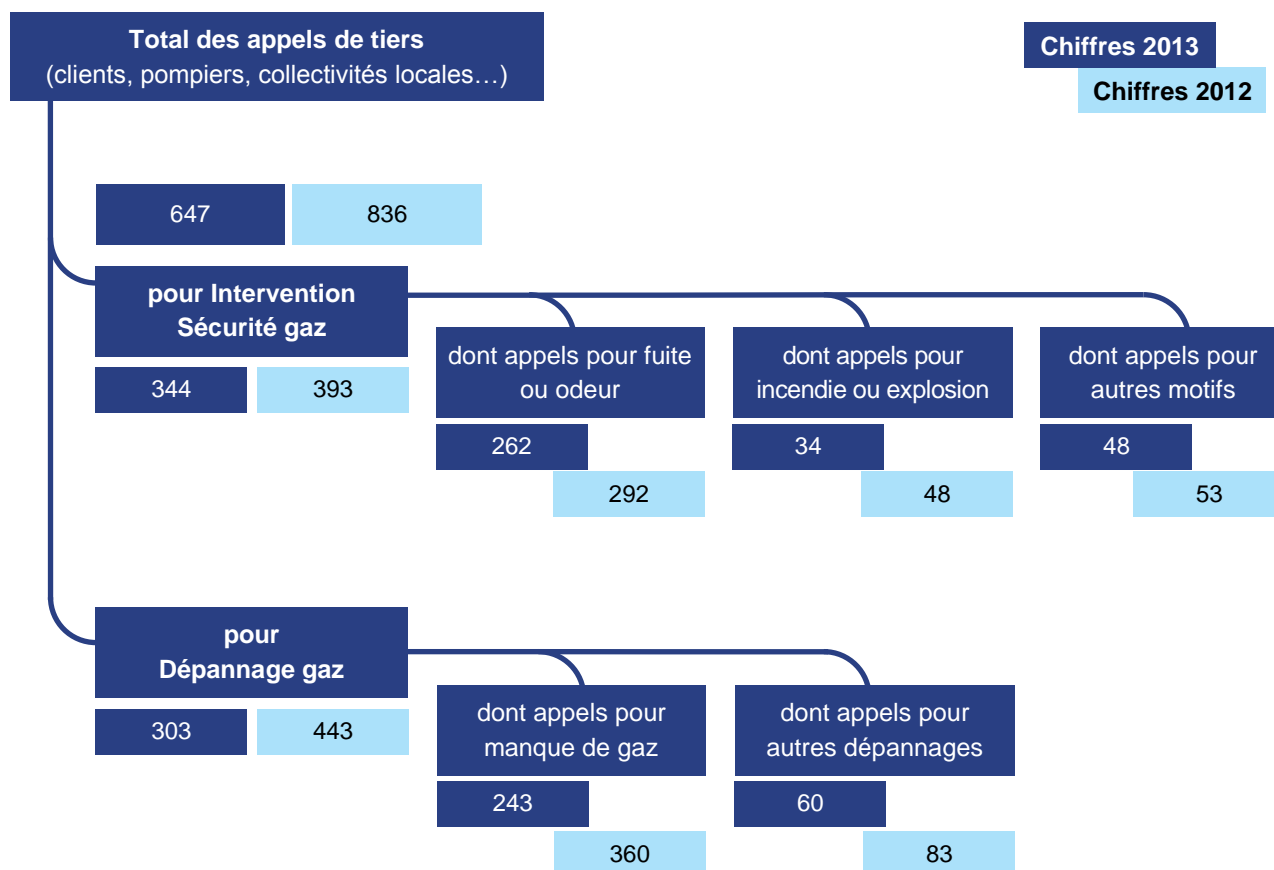 Total des appels de tiers
(clients, pompiers, collectivités locales…)
Chiffres 2013
Chiffres 2012
647
836
pour Intervention
Sécurité gaz
344
393
dont appels pour fuite
ou odeur
262
292
dont appels pour
incendie ou explosion
34
48
dont appels pour
autres motifs
48
53
pour
Dépannage gaz
303
443
dont appels pour
manque de gaz
243
360
dont appels pour
autres dépannages
60
83